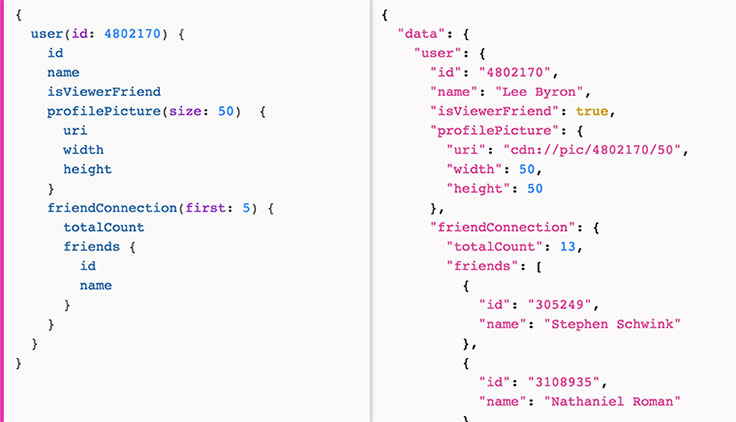 {
  user(id: 4802170) {
    id
    name
    isViewerFriend
    profilePicture(size: 50)  {
      uri
      width
      height
    }
    friendConnection(first: 5) {
      totalCount
      friends {
        id
        name
      }
    }
  }
}
{
  "data": {
    "user": {
      "id": "4802170",
      "name": "Lee Byron",
      "isViewerFriend": true,
      "profilePicture": {
        "uri": "cdn://pic/4802170/50",
        "width": 50,
        "height": 50
      },
      "friendConnection": {
        "totalCount": 13,
        "friends": [
          {
            "id": "305249",
            "name": "Stephen Schwink"
          },
          {
            "id": "3108935",
            "name": "Nathaniel Roman"
          }